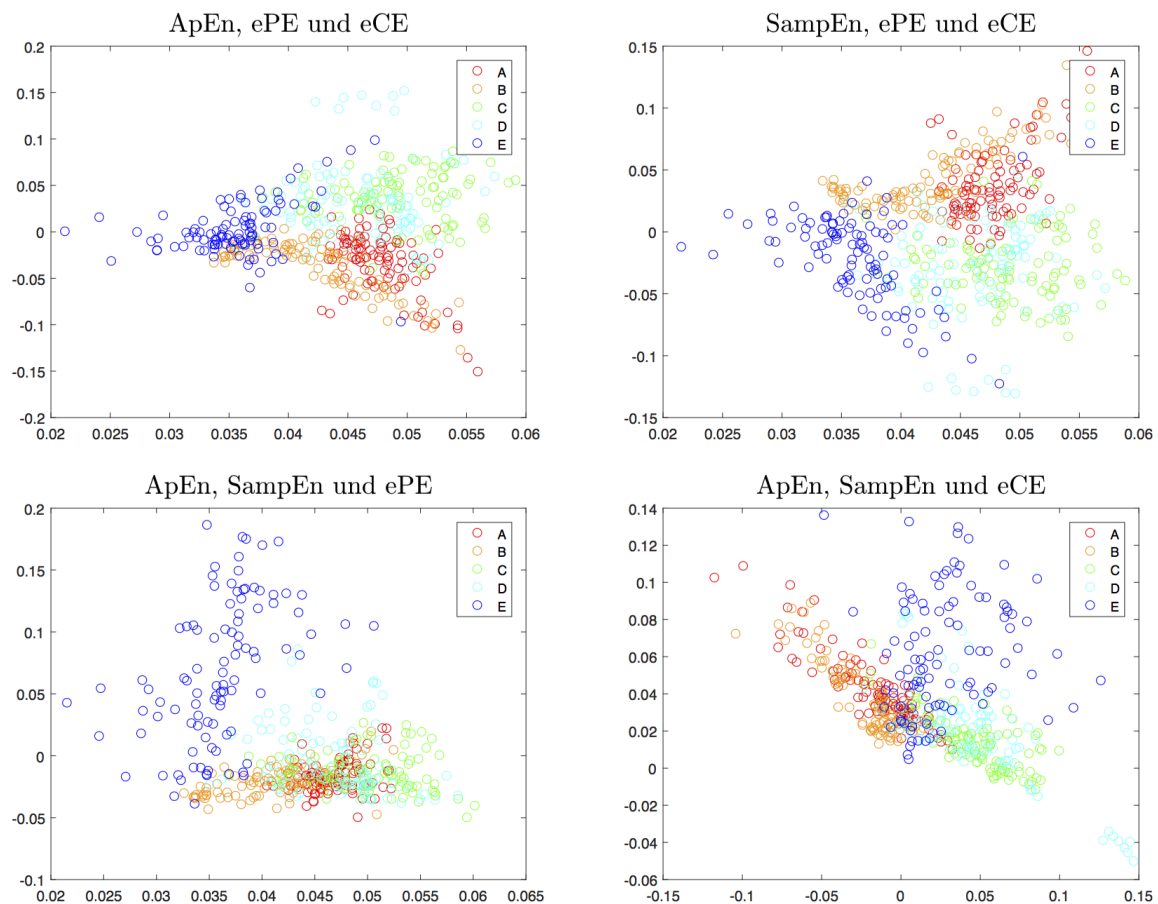 ApEn, ePE und eCE
0.2
0.15
0.1
0.05
0
-0.05
-0.1
-0.15
-0.2
0.02 0.025 0.03 0.035 0.04 0.045 0.05 0.055 0.06
A
B
C
D
E
SampEn, ePE und eCE
0.15
0.1
0.05
0
-0.05
-0.1
-0.15
0.02 0.025 0.03 0.035 0.04 0.045 0.05 0.055 0.06
A
B
C
D
E
ApEn, SampEn und ePE
0.2
0.15
0.1
0.05
0
-0.05
-0.1
0.02 0.025 0.03 0.035 0.04 0.045 0.05 0.055 0.06 0.065
A
B
C
D
E
ApEn, SampEn und eCE
0.14
0.12
0.1
0.08
0.06
0.04
0.02
0
-0.02
-0.04
-0.06
-0.15 -0.1 -0.05 0 0.05 0.1 0.15
A
B
C
D
E